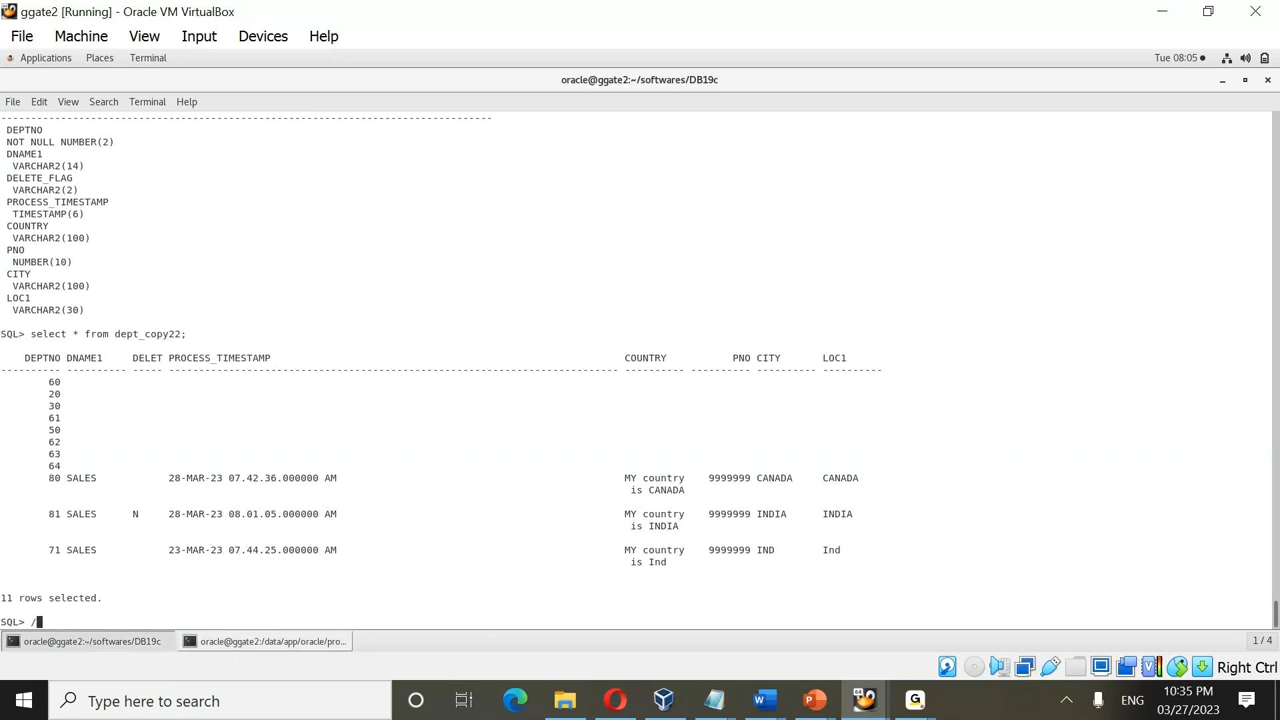 ggate2 [Running] - Oracle VM VirtualBox
File Machine View Input Devices Help
Applications Places Terminal Tue 08:05
oracle@ggate2:~/softwares/DB19c
File Edit View Search Terminal Help
----------------------------------------------------------------------------------
DEPTNO
NOT NULL NUMBER(2)
DNAME1
VARCHAR2(14)
DELETE_FLAG
VARCHAR2(2)
PROCESS_TIMESTAMP
TIMESTAMP(6)
COUNTRY
VARCHAR2(100)
PNO
NUMBER(10)
CITY
VARCHAR2(100)
LOC1
VARCHAR2(30)
SQL> select * from dept_copy22;
DEPTNO DNAME1 DELET PROCESS_TIMESTAMP COUNTRY PNO CITY LOC1
---------- ---------- ----- --------------------------------------------------------------------------- ---------- ---------- ---------- ----------
60
20
30
61
50
62
63
64
80 SALES 28-MAR-23 07.42.36.000000 AM MY country 9999999 CANADA CANADA
is CANADA
81 SALES N 28-MAR-23 08.01.05.000000 AM MY country 9999999 INDIA INDIA
is INDIA
71 SALES 23-MAR-23 07.44.25.000000 AM MY country 9999999 IND Ind
is Ind
11 rows selected.
SQL> /
oracle@ggate2:~/softwares/DB19c oracle@ggate2:/data/app/oracle/pro... 1 / 4
Right Ctrl
Type here to search ENG 10:35 PM
03/27/2023